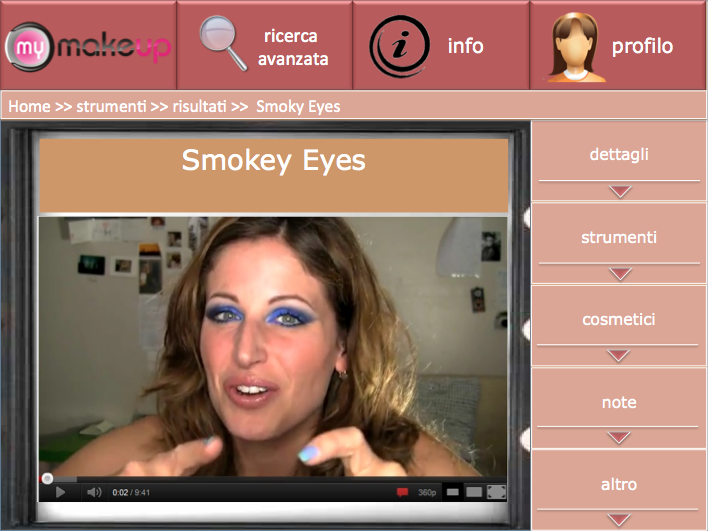 my makeup
ricerca
avanzata
info
profilo
Home >> strumenti >> risultati >> Smoky Eyes
Smokey Eyes
dettagli
strumenti
cosmetici
note
altro
0:02 / 9:41
360p